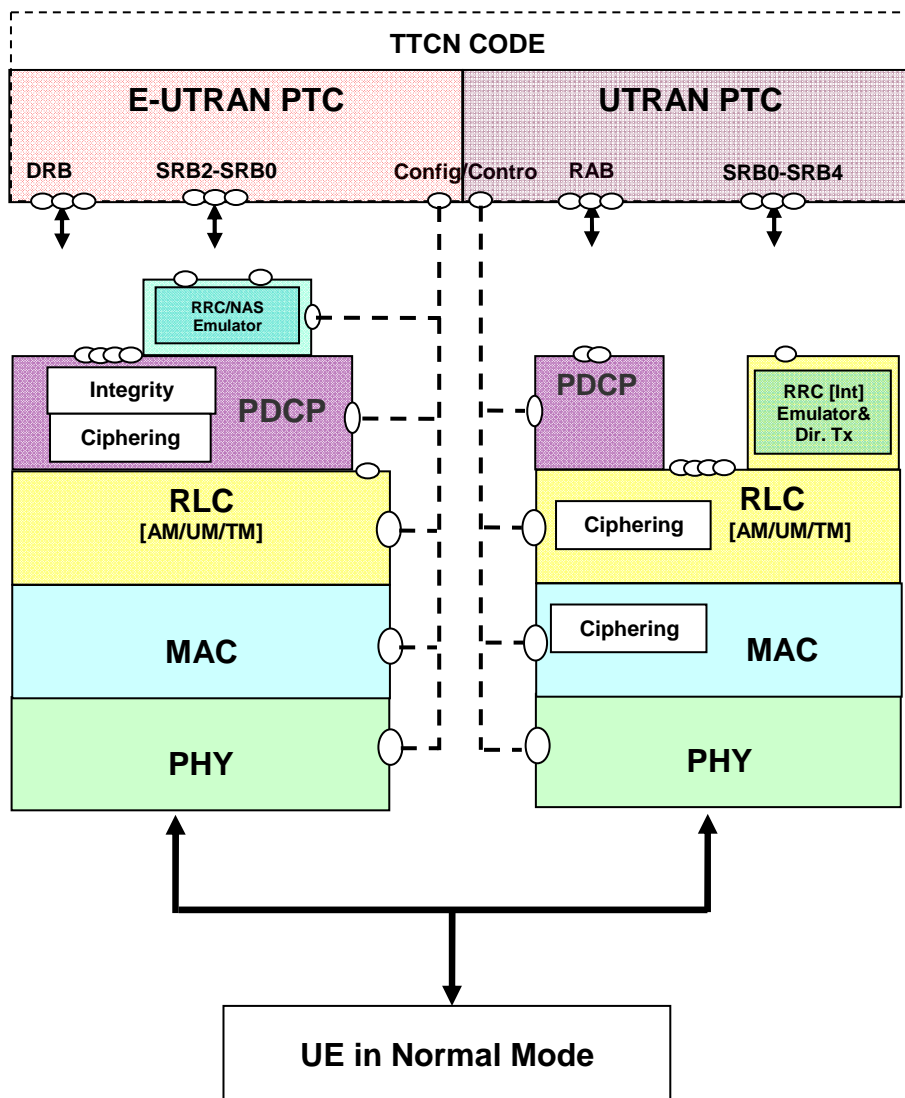 TTCN CODE
E-UTRAN PTC
UTRAN PTC
DRB
SRB2-SRB0
Config/Contro
RAB
SRB0-SRB4
RRC/NAS
Emulator
Integrity
Ciphering
PDCP
PDCP
RRC [Int]
Emulator&
Dir. Tx
RLC
[AM/UM/TM]
Ciphering
RLC
[AM/UM/TM]
MAC
Ciphering
MAC
PHY
PHY
UE in Normal Mode